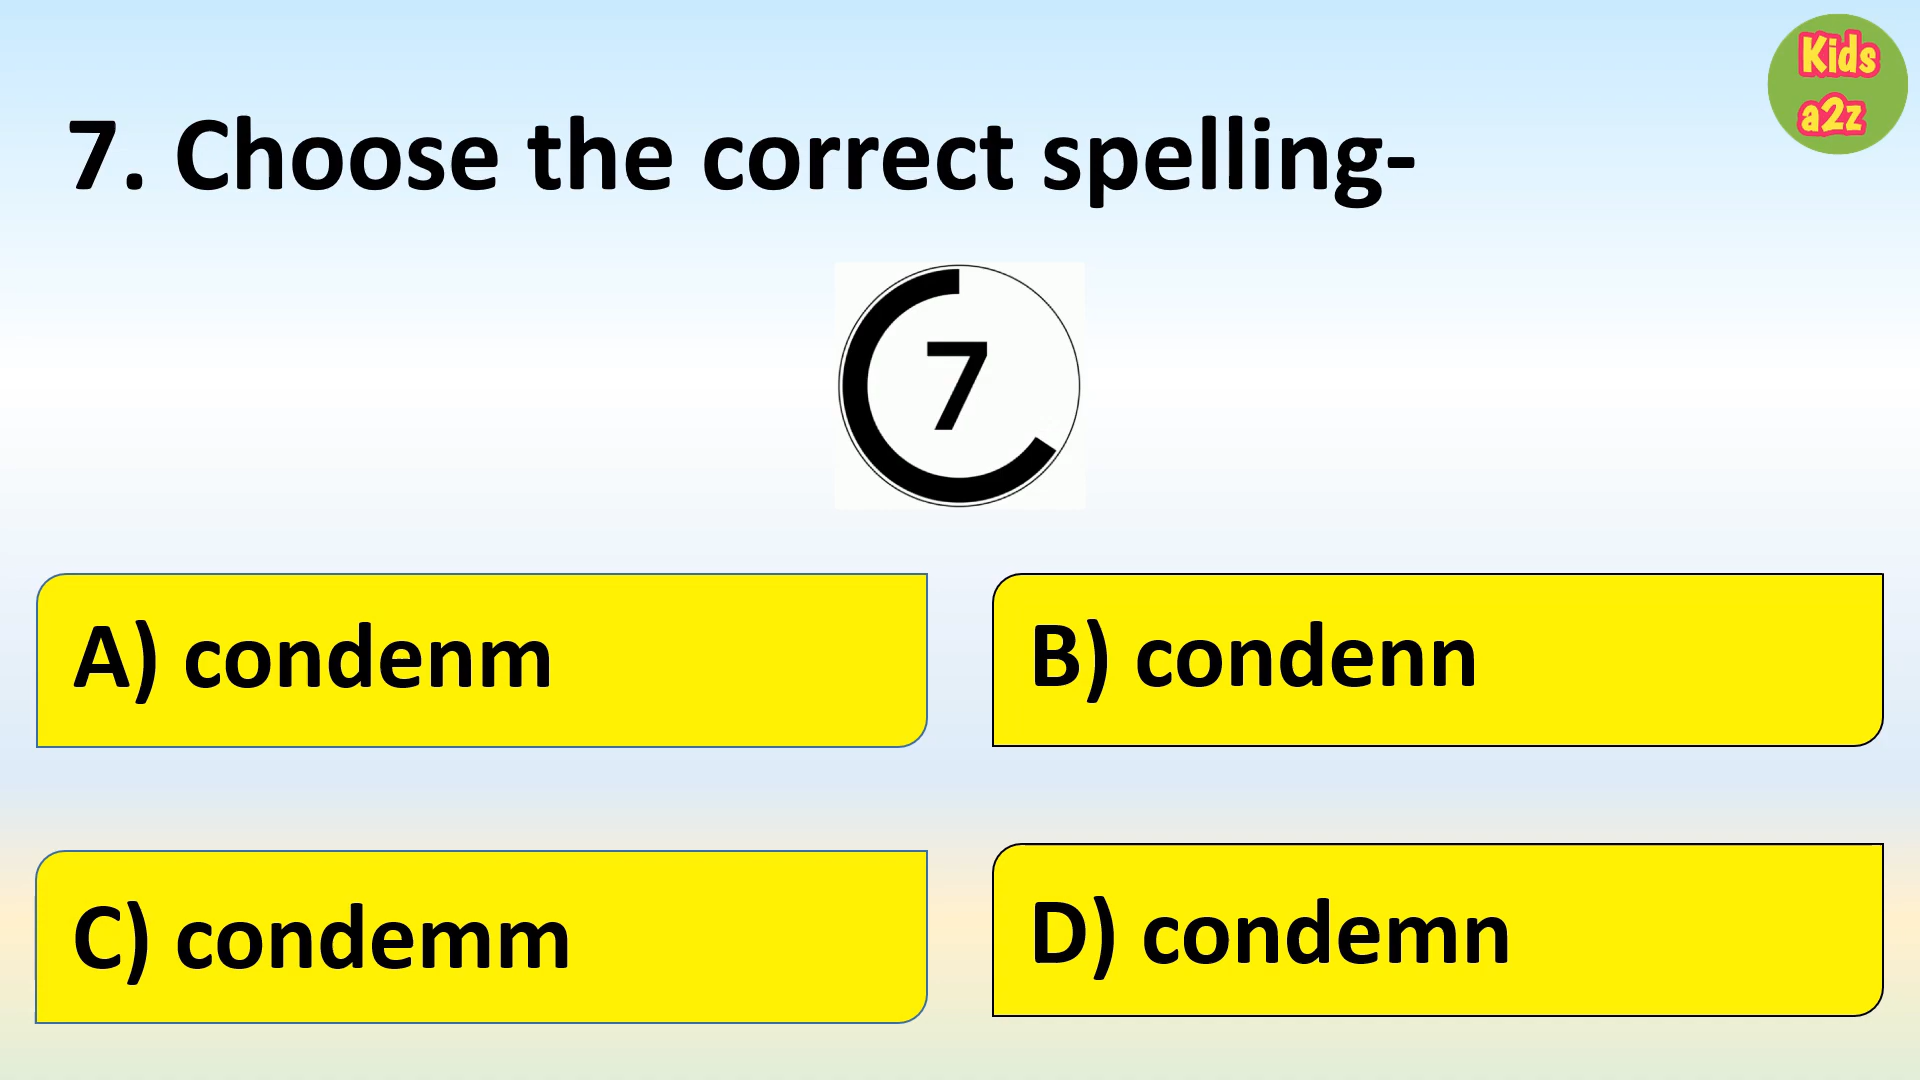 Kids
a2z
7. Choose the correct spelling-
7
A) condenm
B) condenn
C) condemm
D) condemn